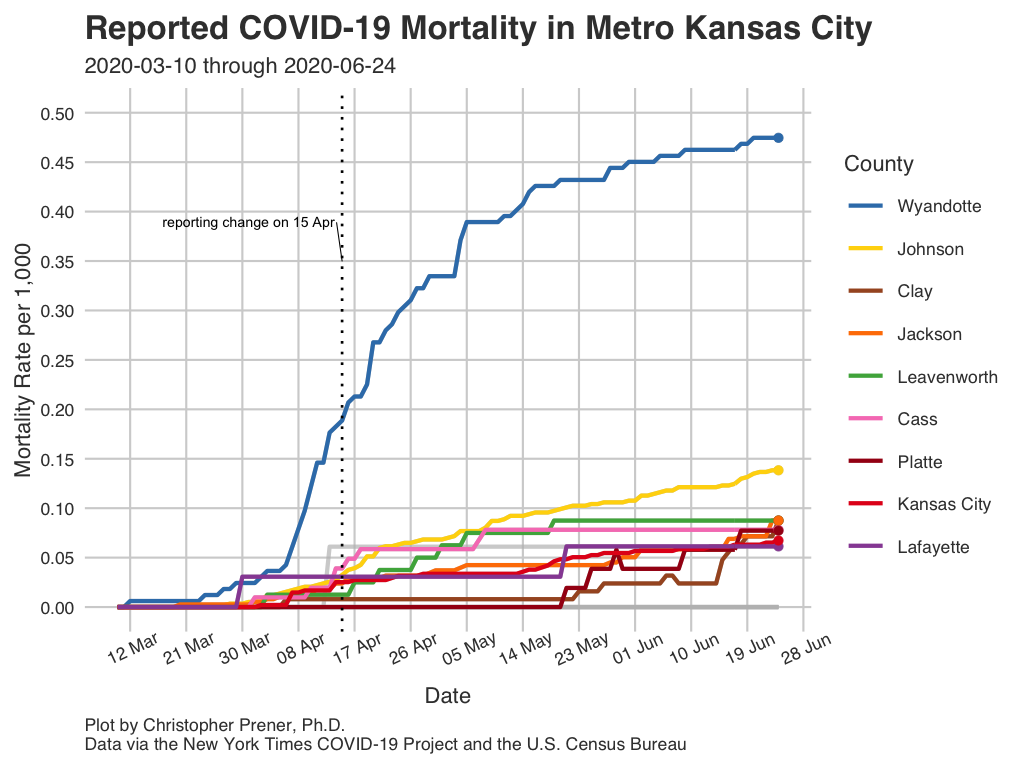 Reported COVID-19 Mortality in Metro Kansas City
2020-03-10 through 2020-06-24
Mortality Rate per 1,000
0.50
0.45
0.40
0.35
0.30
0.25
0.20
0.15
0.10
0.05
0.00
reporting change on 15 Apr
12 Mar
21 Mar
30 Mar
08 Apr
17 Apr
26 Apr
05 May
14 May
23 May
01 Jun
10 Jun
19 Jun
28 Jun
Date
County
Wyandotte
Johnson
Clay
Jackson
Leavenworth
Cass
Platte
Kansas City
Lafayette
Plot by Christopher Prener, Ph.D.
Data via the New York Times COVID-19 Project and the U.S. Census Bureau